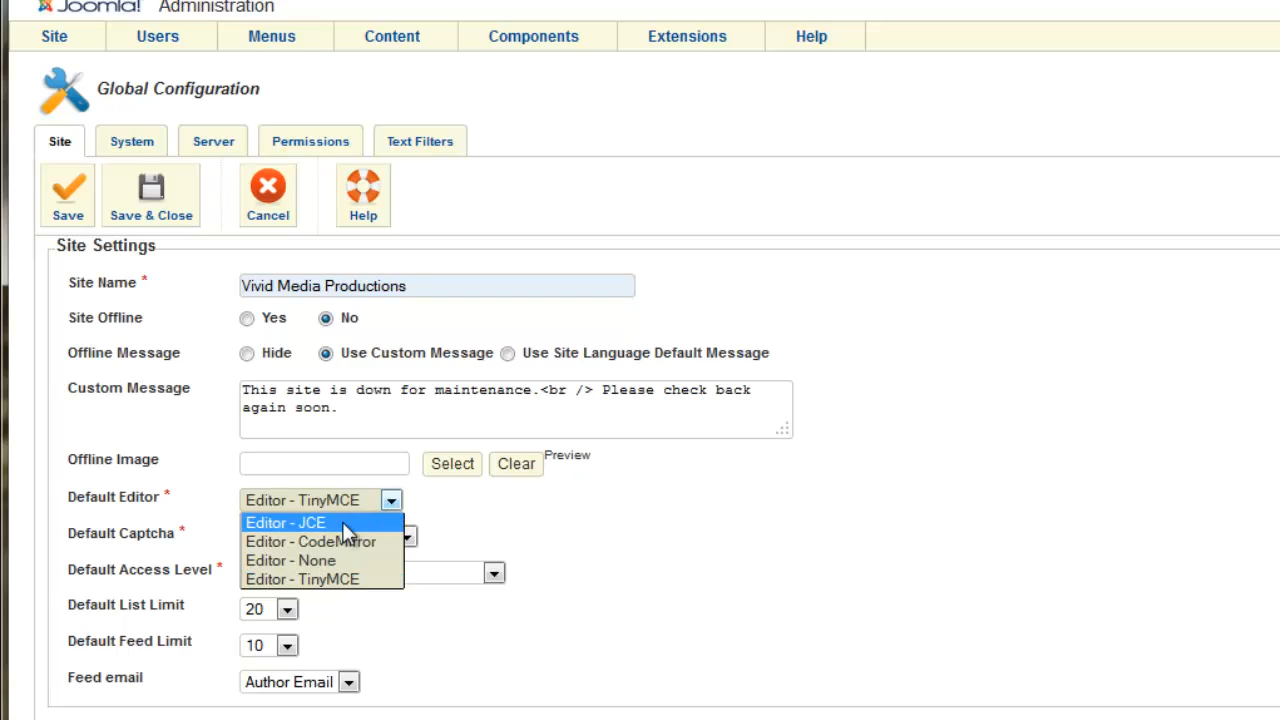 Joomla! Administration
Site Users Menus Content Components Extensions Help
Global Configuration
Site System Server Permissions Text Filters
Save Save & Close Cancel Help
Site Settings
Site Name * Vivid Media Productions
Site Offline Yes No
Offline Message Hide Use Custom Message Use Site Language Default Message
Custom Message This site is down for maintenance.<br /> Please check back
again soon.
Offline Image Select Clear Preview
Default Editor * Editor - TinyMCE
Editor - JCE
Default Captcha * Editor - CodeMirror
Editor - None
Default Access Level * Editor - TinyMCE
Default List Limit 20
Default Feed Limit 10
Feed email Author Email